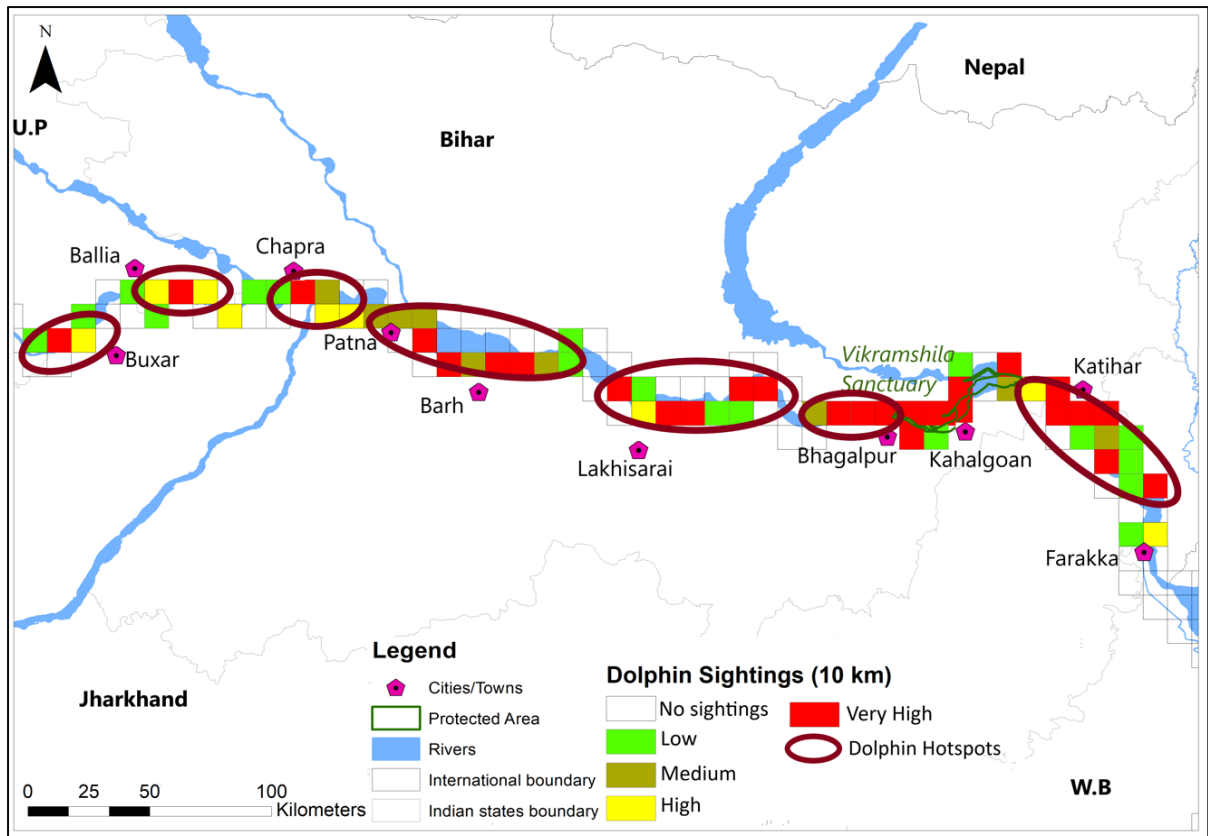 N
Nepal
U.P
Bihar
Ballia
Chapra
Buxar
Patna
Barh
Lakhisarai
Vikramshila
Sanctuary
Katihar
Bhagalpur
Kahalgoan
Farakka
Jharkhand
W.B
Legend
Cities/Towns
Protected Area
Rivers
International boundary
Indian states boundary
Dolphin Sightings (10 km)
No sightings
Low
Medium
High
Very High
Dolphin Hotspots
0 25 50 100
Kilometers